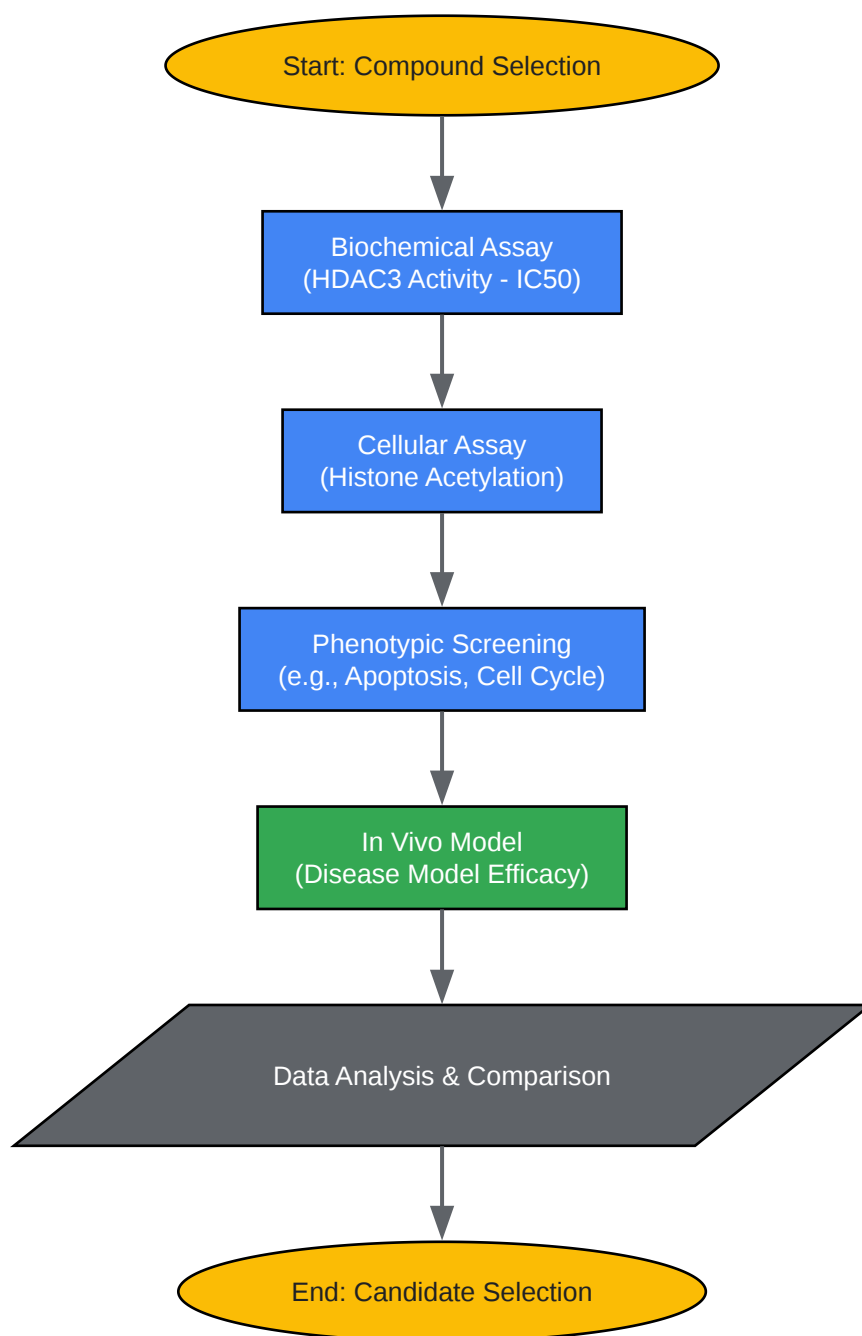 Start: Compound Selection
Biochemical Assay
(HDAC3 Activity - IC50)
Cellular Assay
(Histone Acetylation)
Phenotypic Screening
(e.g., Apoptosis, Cell Cycle)
In Vivo Model
(Disease Model Efficacy)
Data Analysis & Comparison
End: Candidate Selection